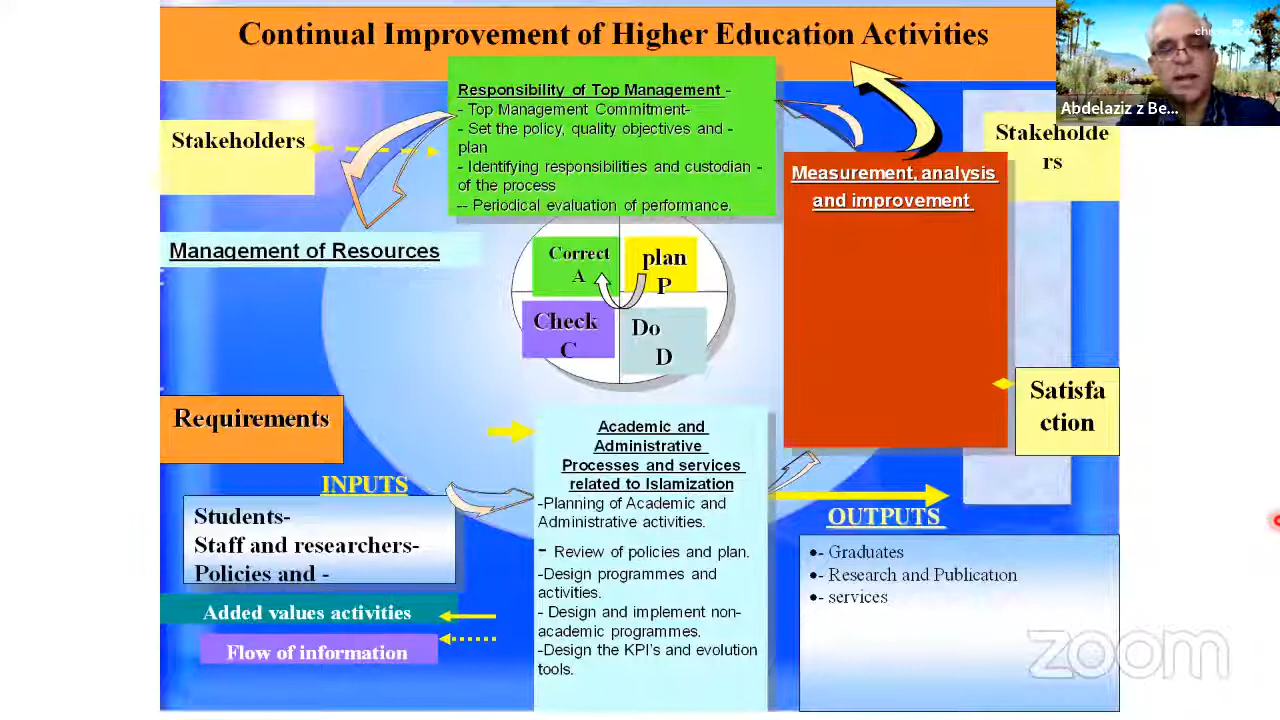 Continual Improvement of Higher Education Activities
Abdelaziz z Be...
Responsibility of Top Management -
- Top Management Commitment-
- Set the policy, quality objectives and -
plan
- Identifying responsibilities and custodian -
of the process
-- Periodical evaluation of performance.
Stakeholders
Stakeholde
rs
Measurement, analysis
and improvement
Management of Resources
Correct
A
plan
P
Check
C
Do
D
Satisfa
ction
Requirements
Academic and
Administrative
Processes and services
related to Islamization
-Planning of Academic and
Administrative activities.
- Review of policies and plan.
-Design programmes and
activities.
- Design and implement non-
academic programmes.
-Design the KPI's and evolution
tools.
INPUTS
Students-
Staff and researchers-
Policies and -
Added values activities
Flow of information
OUTPUTS
•- Graduates
•- Research and Publication
•- services
zoom